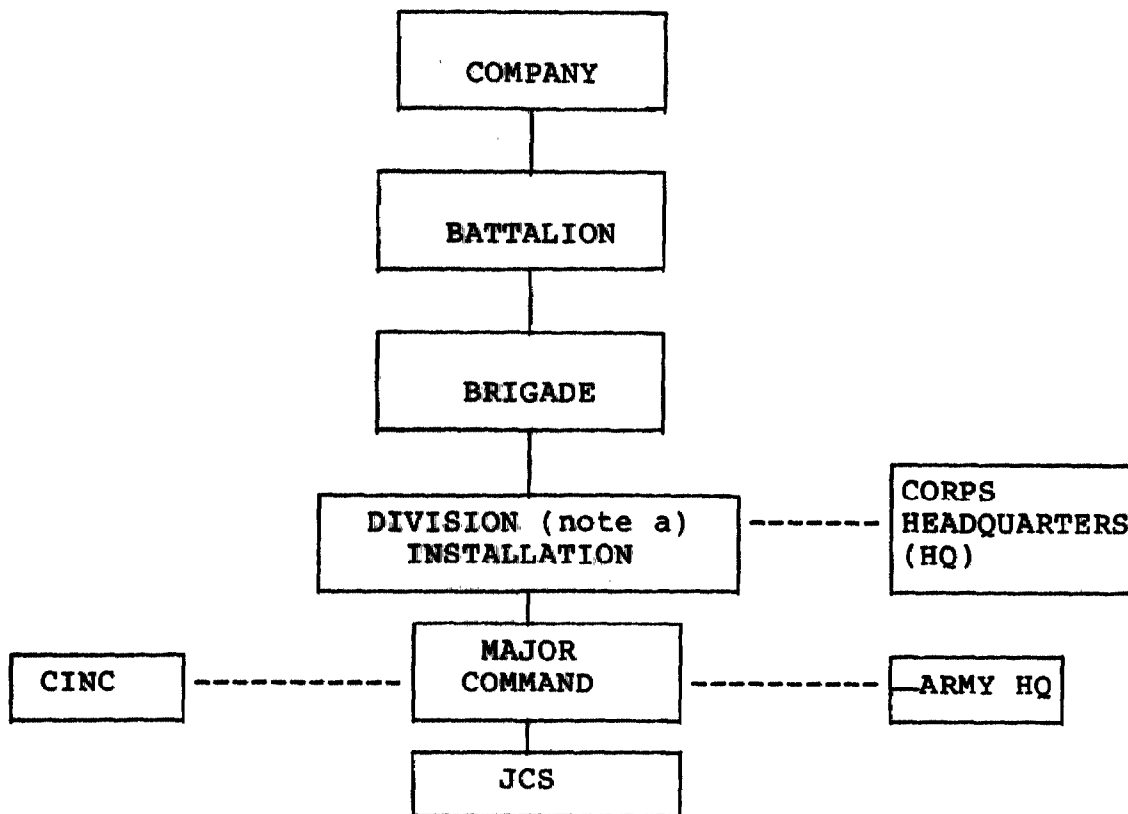 COMPANY
BATTALION
BRIGADE
DIVISION (note a)
INSTALLATION
CORPS
HEADQUARTERS
(HQ)
MAJOR
COMMAND
CINC
ARMY HQ
JCS